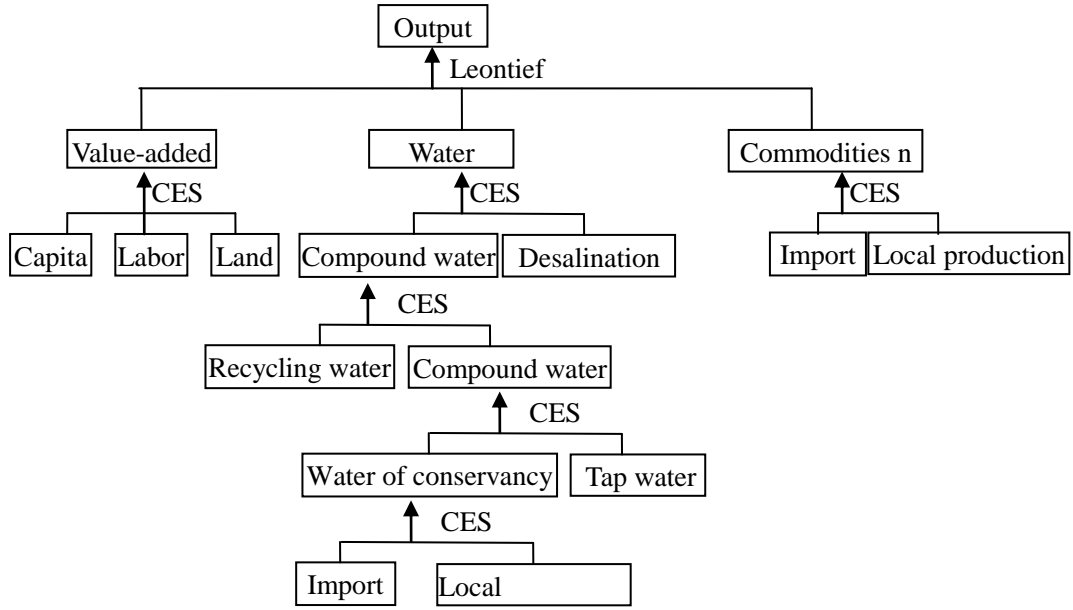 Output
Leontief
Value-added
Water
Commodities n
CES
CES
CES
Capita
Labor
Land
Compound water
Desalination
Import
Local production
CES
Recycling water
Compound water
CES
Water of conservancy
Tap water
CES
Import
Local